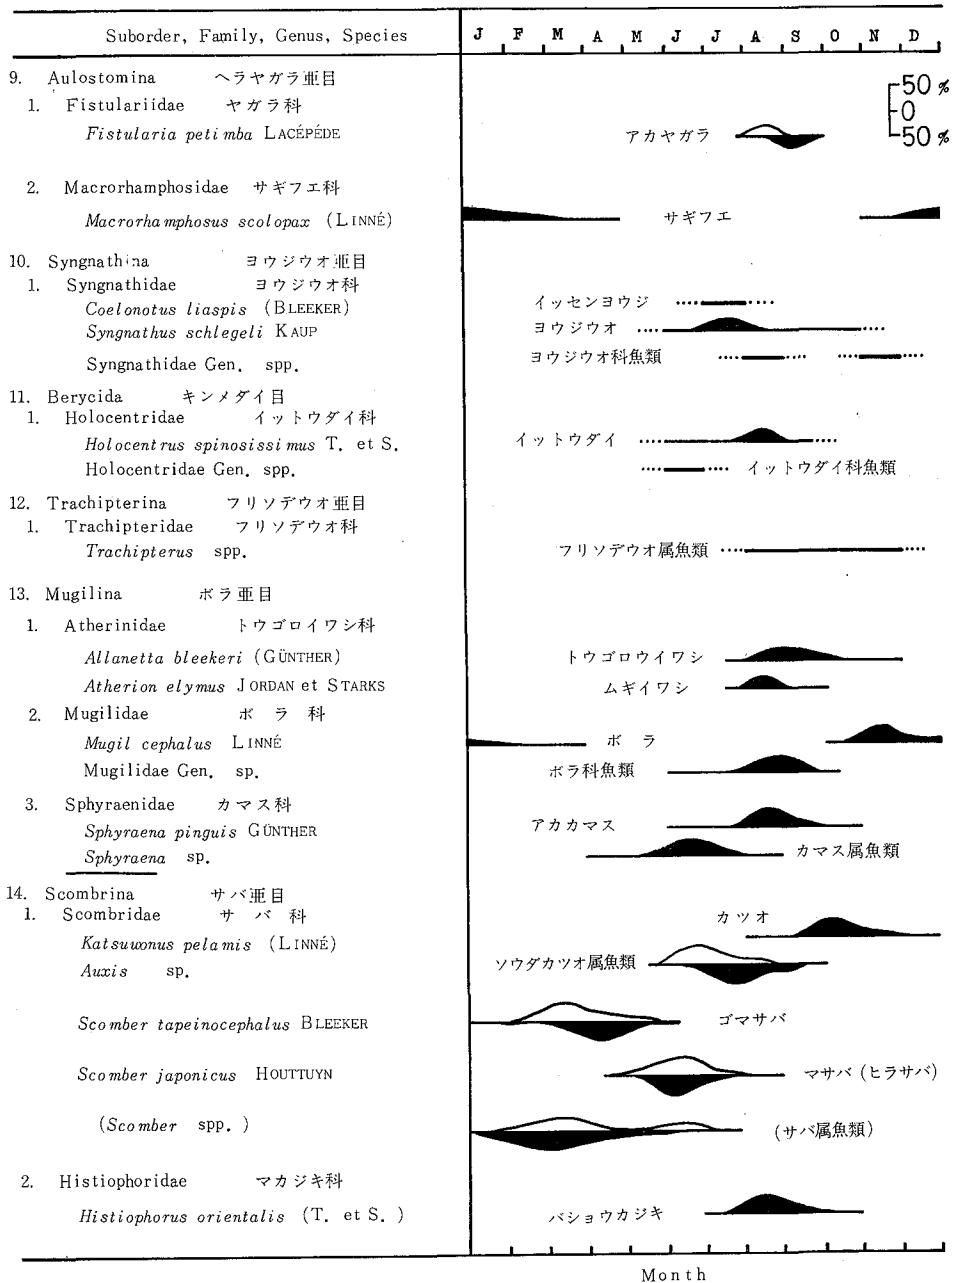 Suborder, Family, Genus, Species J F M A M J J A S O N D
9. Aulostomina ヘラヤガラ亜目 50 %
1. Fistulariidae ヤガラ科 0
Fistularia petimba LACÉPÉDE アカヤガラ 50 %
2. Macrorhamphosidae サギフエ科
Macrorhamphosus scolopax (LINNÉ) サギフエ
10. Syngnathina ヨウジウオ亜目
1. Syngnathidae ヨウジウオ科
Coelonotus liaspis (BLEEKER) イッセンヨウジ
Syngnathus schlegeli KAUP ヨウジウオ
Syngnathidae Gen. spp. ヨウジウオ科魚類
11. Berycida キンメダイ目
1. Holocentridae イットウダイ科
Holocentrus spinosissimus T. et S. イットウダイ
Holocentridae Gen. spp. イットウダイ科魚類
12. Trachipterina フリソデウオ亜目
1. Trachipteridae フリソデウオ科
Trachipterus spp. フリソデウオ属魚類
13. Mugilina ボラ亜目
1. Atherinidae トウゴロイワシ科
Allanetta bleekeri (GÜNTHER) トウゴロウイワシ
Atherion elymus JORDAN et STARKS ムギイワシ
2. Mugilidae ボラ科
Mugil cephalus LINNÉ ボラ
Mugilidae Gen. sp. ボラ科魚類
3. Sphyraenidae カマス科
Sphyraena pinguis GÜNTHER アカカマス
Sphyraena sp. カマス属魚類
14. Scombrina サバ亜目
1. Scombridae サバ科
Katsuwonus pelamis (LINNÉ) カツオ
Auxis sp. ソウダカツオ属魚類
Scomber tapeinocephalus BLEEKER ゴマサバ
Scomber japonicus HOUTTUYN マサバ (ヒラサバ)
(Scomber spp.) (サバ属魚類)
2. Histiophoridae マカジキ科
Histiophorus orientalis (T. et S.) バショウカジキ
Month